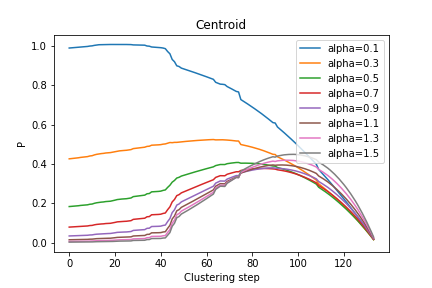 Centroid
P
1.0
0.8
0.6
0.4
0.2
0.0
0 20 40 60 80 100 120
Clustering step
alpha=0.1
alpha=0.3
alpha=0.5
alpha=0.7
alpha=0.9
alpha=1.1
alpha=1.3
alpha=1.5